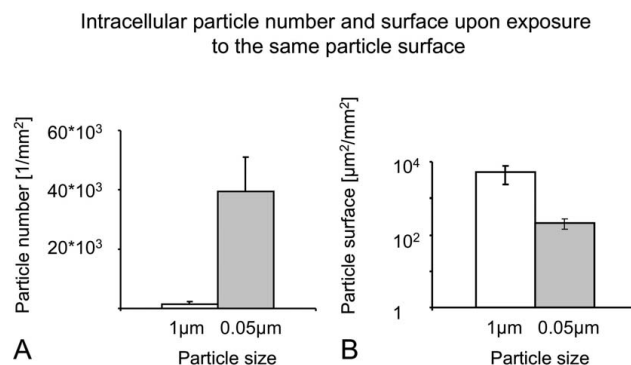 Intracellular particle number and surface upon exposure
to the same particle surface
Particle number [1/mm²]
60*10³
40*10³
20*10³
1µm 0.05µm
Particle size
A
Particle surface [µm²/mm²]
10⁴
10²
1
1µm 0.05µm
Particle size
B